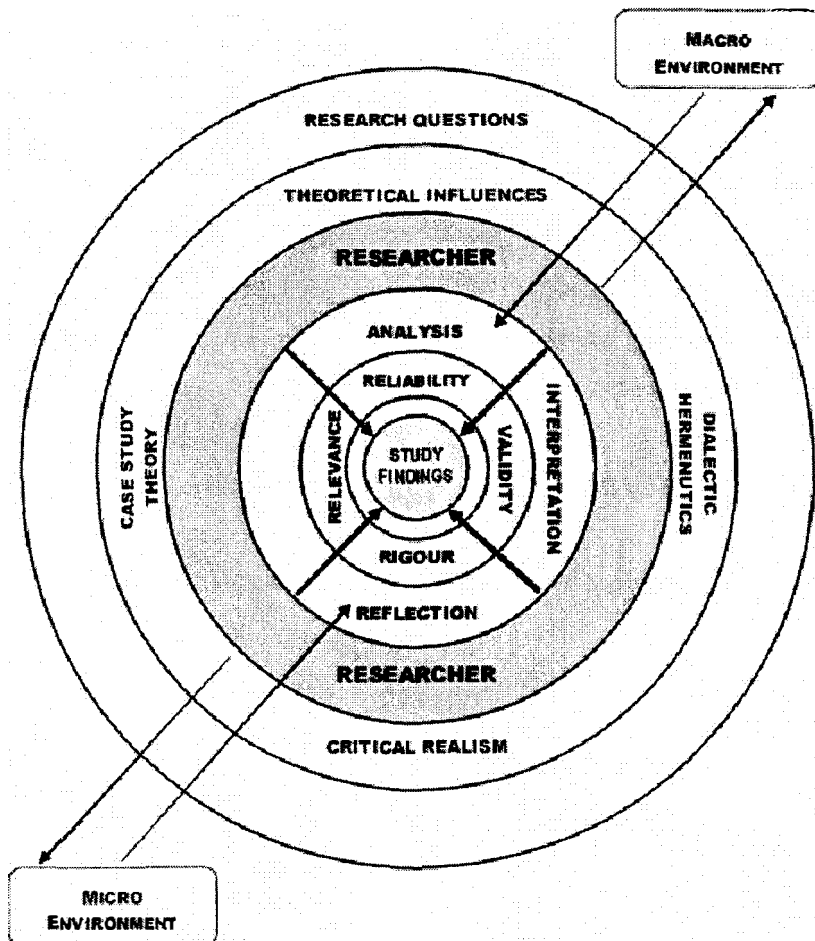 MACRO
ENVIRONMENT
RESEARCH QUESTIONS
THEORETICAL INFLUENCES
RESEARCHER
ANALYSIS
RELIABILITY
CASE STUDY
THEORY
RELEVANCE
STUDY
FINDINGS
VALIDITY
INTERPRETATION
DIALECTIC
HERMENUTICS
RIGOUR
REFLECTION
RESEARCHER
CRITICAL REALISM
MICRO
ENVIRONMENT